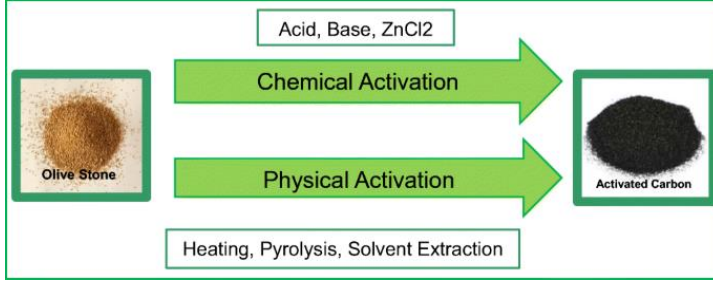 Acid, Base, ZnCl2
Chemical Activation
Olive Stone
Activated Carbon
Physical Activation
Heating, Pyrolysis, Solvent Extraction